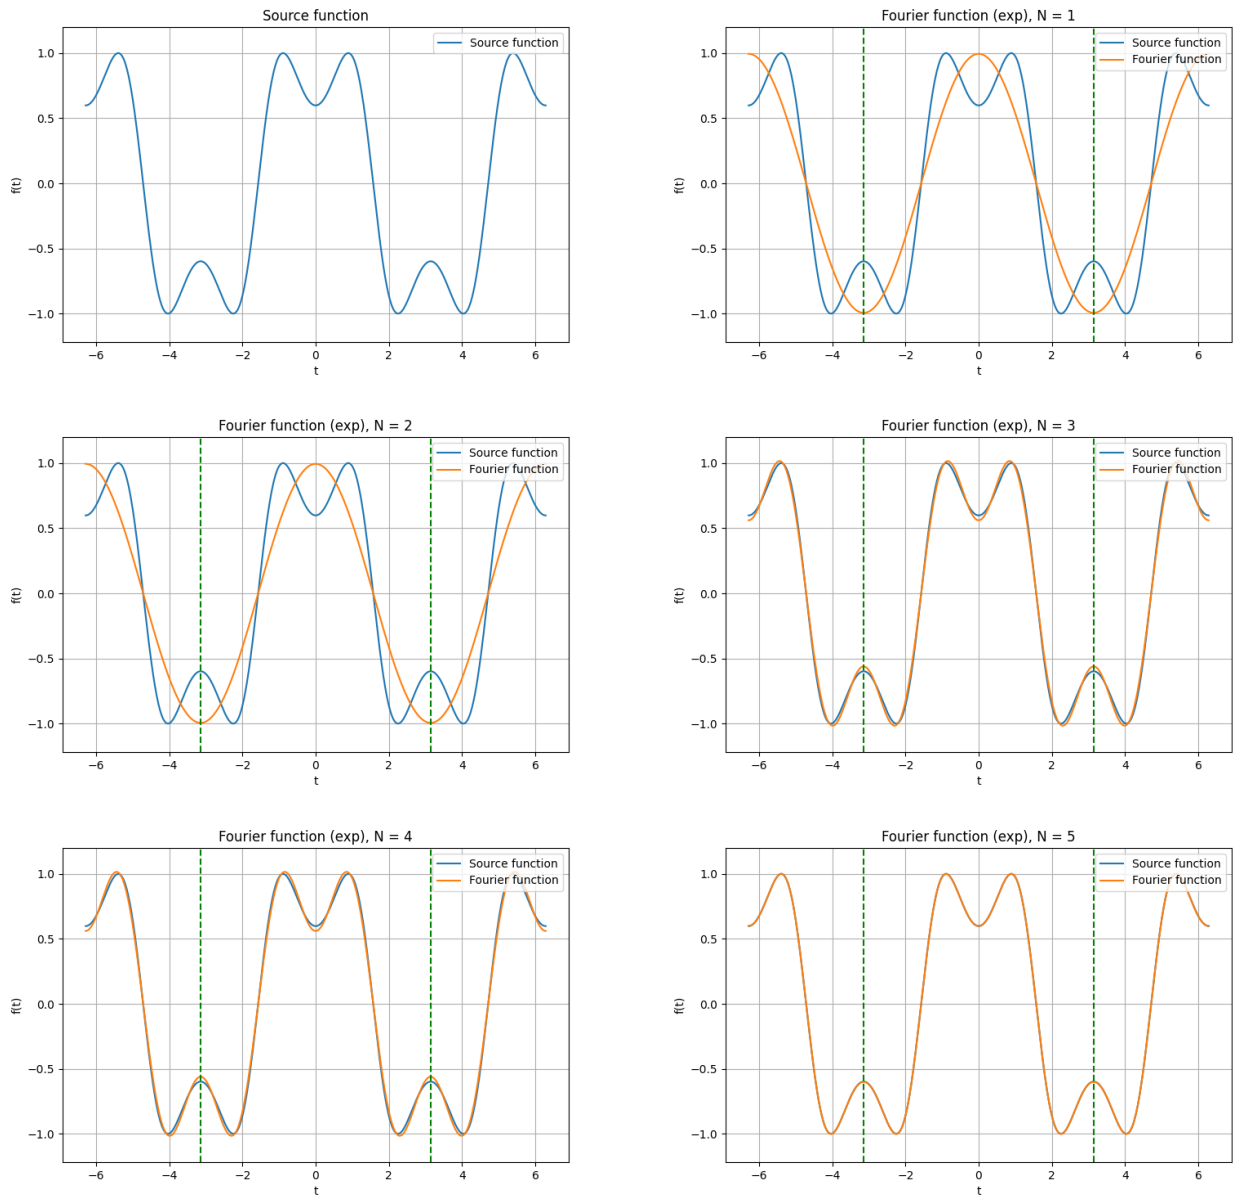 Source function
1.0
0.5
0.0
−0.5
−1.0
f(t)
Source function
−6 −4 −2 0 2 4 6
t
Fourier function (exp), N = 1
1.0
0.5
0.0
−0.5
−1.0
f(t)
Source function
Fourier function
−6 −4 −2 0 2 4 6
t
Fourier function (exp), N = 2
1.0
0.5
0.0
−0.5
−1.0
f(t)
Source function
Fourier function
−6 −4 −2 0 2 4 6
t
Fourier function (exp), N = 3
1.0
0.5
0.0
−0.5
−1.0
f(t)
Source function
Fourier function
−6 −4 −2 0 2 4 6
t
Fourier function (exp), N = 4
1.0
0.5
0.0
−0.5
−1.0
f(t)
Source function
Fourier function
−6 −4 −2 0 2 4 6
t
Fourier function (exp), N = 5
1.0
0.5
0.0
−0.5
−1.0
f(t)
Source function
Fourier function
−6 −4 −2 0 2 4 6
t